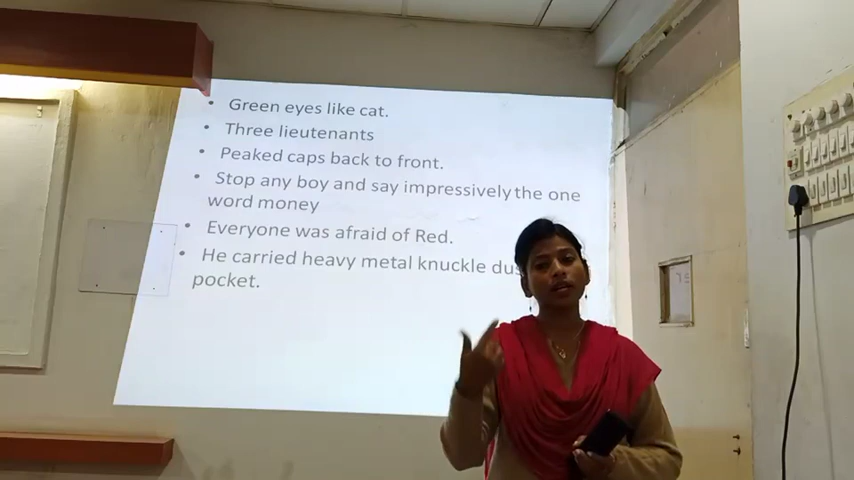 • Green eyes like cat.
• Three lieutenants
• Peaked caps back to front.
• Stop any boy and say impressively the one
word money
• Everyone was afraid of Red.
• He carried heavy metal knuckle dus
pocket.